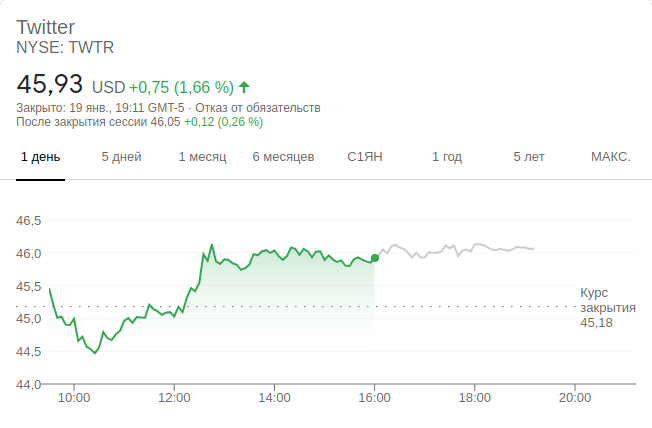 Twitter
NYSE: TWTR
45,93 USD +0,75 (1,66 %)
Закрыто: 19 янв., 19:11 GMT-5 · Отказ от обязательств
После закрытия сессии 46,05 +0,12 (0,26 %)
1 день 5 дней 1 месяц 6 месяцев С1ЯН 1 год 5 лет МАКС.
46,5
46,0
45,5
45,0
44,5
44,0
Курс
закрытия
45,18
10:00 12:00 14:00 16:00 18:00 20:00